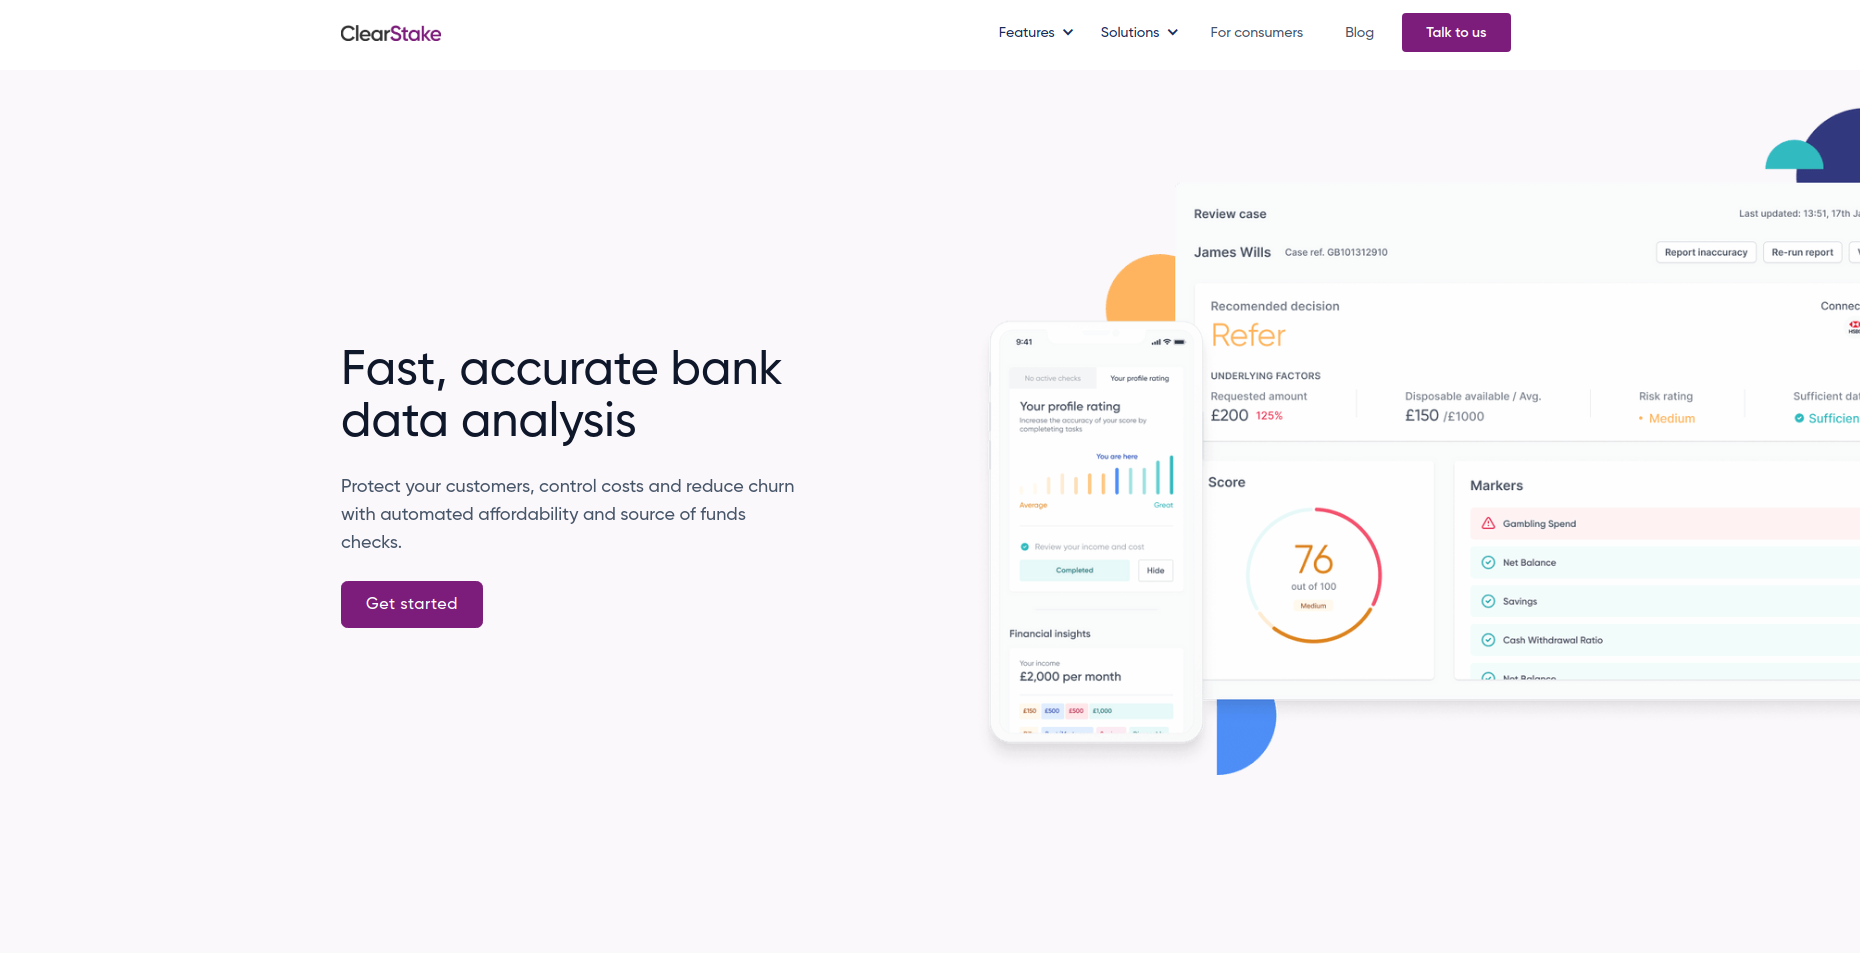 ClearStake
Features
Solutions
For consumers
Blog
Talk to us
Fast, accurate bank
data analysis
Protect your customers, control costs and reduce churn
with automated affordability and source of funds
checks.
Get started
9:41
No active checks
Your profile rating
Your profile rating
Increase the accuracy of your score by
completeting tasks
You are here
Average
Great
Review your income and cost
Completed
Hide
Financial insights
Your income
£2,000 per month
£150 £500 £500 £1,000
Review case
Last updated: 13:51, 17th
James Wills
Case ref. GB101312910
Report inaccuracy
Re-run report
Recomended decision
Refer
Connec
HSBC
UNDERLYING FACTORS
Requested amount
£200 125%
Disposable available / Avg.
£150 /£1000
Risk rating
Medium
Sufficient dat
Sufficien
Score
76
out of 100
Medium
Markers
Gambling Spend
Net Balance
Savings
Cash Withdrawal Ratio
Net Balance